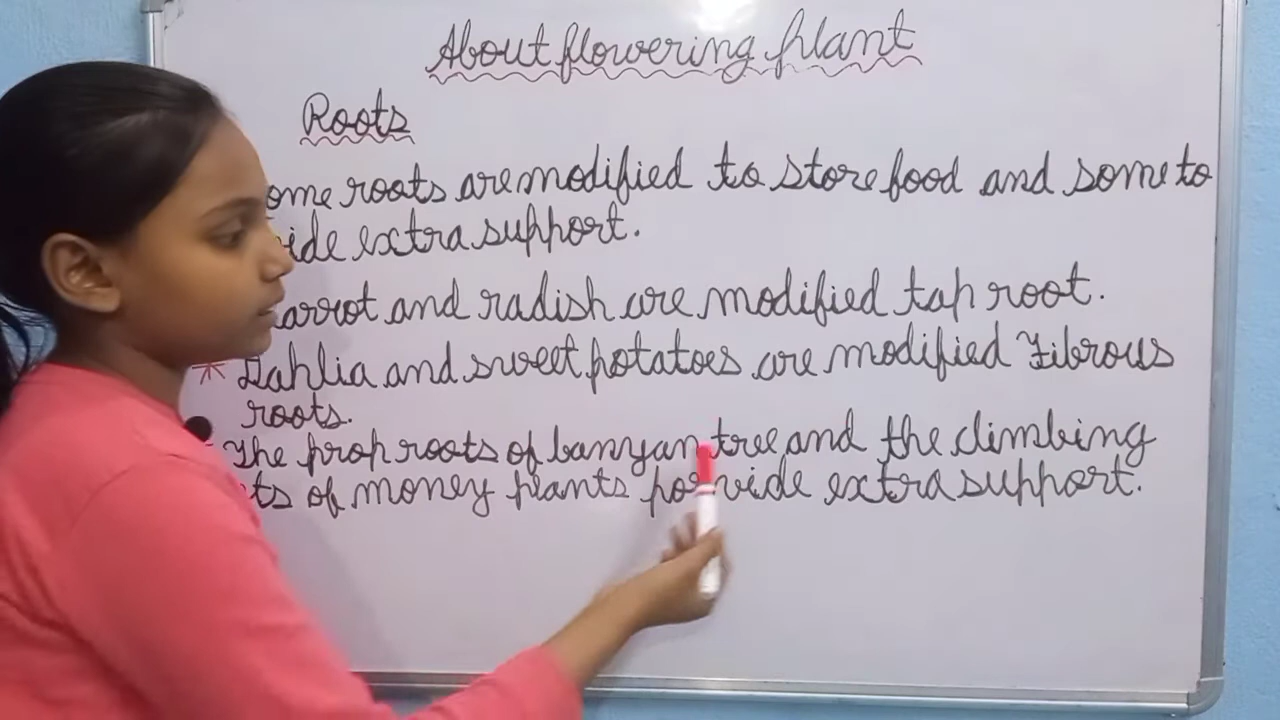 About flowering plant
Roots
ome roots are modified to store food and some to
ide extra support.
arrot and radish are modified tap root.
* Dahlia and sweet potatoes are modified Fibrous
roots.
The prop roots of banyan tree and the climbing
ts of money plants porvide extra support.